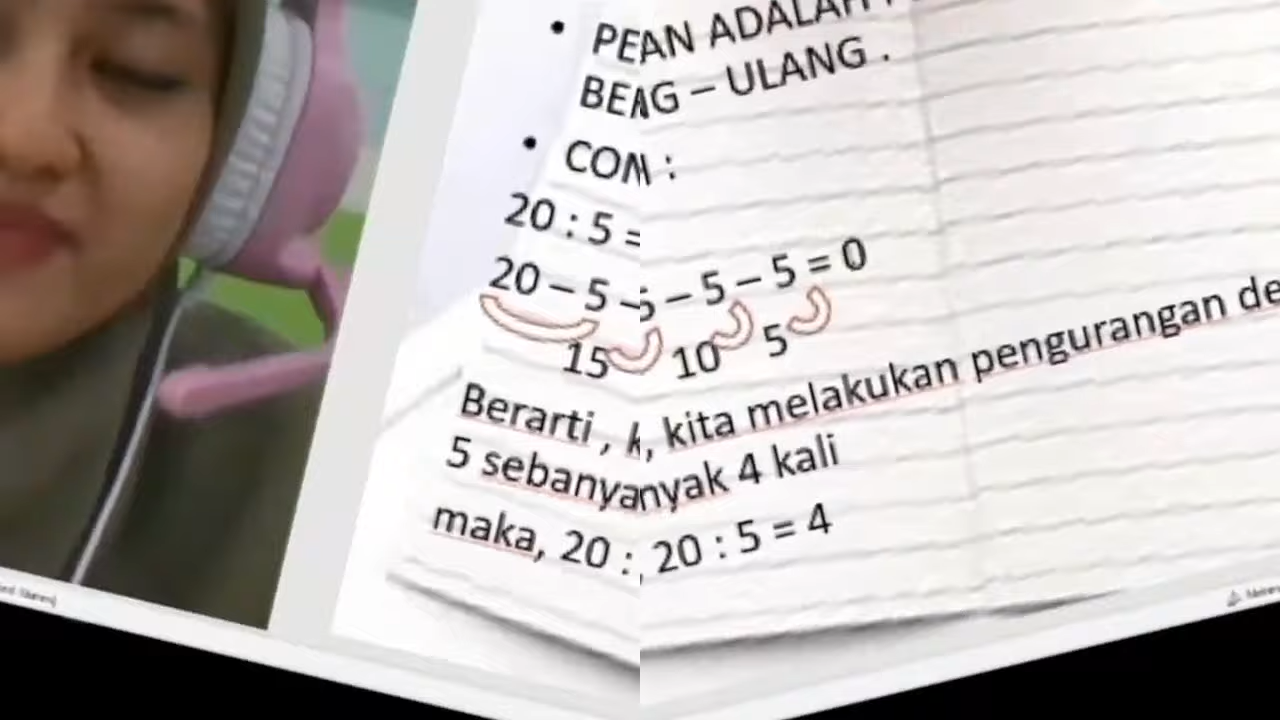 • PEAN ADALAH
BEAG – ULANG .
• CON :
20 : 5 =
20 – 5 – 5 – 5 – 5 = 0
15 10 5
Berarti , k, kita melakukan pengurangan de
5 sebanyanyak 4 kali
maka, 20 : , 20 : 5 = 4